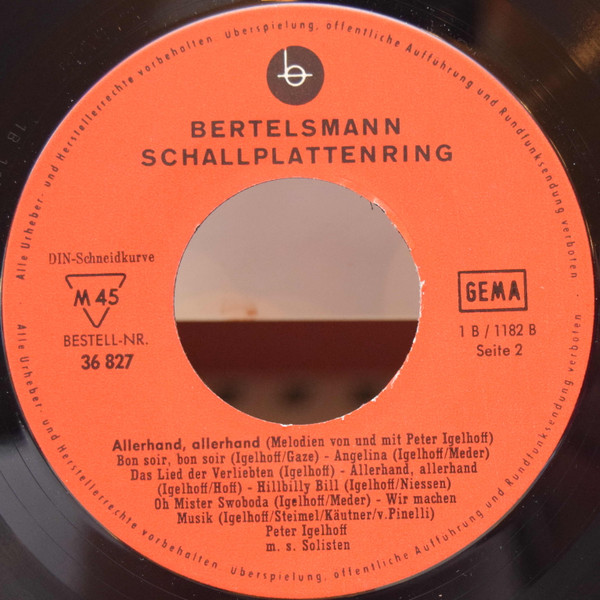 Alle Urheber- und Herstellerrechte vorbehalten. Überspielung, öffentliche Aufführung und Rundfunksendung verboten
b
BERTELSMANN
SCHALLPLATTENRING
DIN-Schneidkurve
M 45
BESTELL-NR.
36 827
GEMA
1 B / 1182 B
Seite 2
Allerhand, allerhand (Melodien von und mit Peter Igelhoff)
Bon soir, bon soir (Igelhoff/Gaze) - Angelina (Igelhoff/Meder)
Das Lied der Verliebten (Igelhoff) - Allerhand, allerhand
(Igelhoff/Hoff) - Hillbilly Bill (Igelhoff/Niessen)
Oh Mister Swoboda (Igelhoff/Meder) - Wir machen
Musik (Igelhoff/Steimel/Käutner/v.Pinelli)
Peter Igelhoff
m. s. Solisten
Alle Urheber- und Herstellerrechte vorbehalten. Überspielung, öffentliche Aufführung und Rundfunksendung verboten